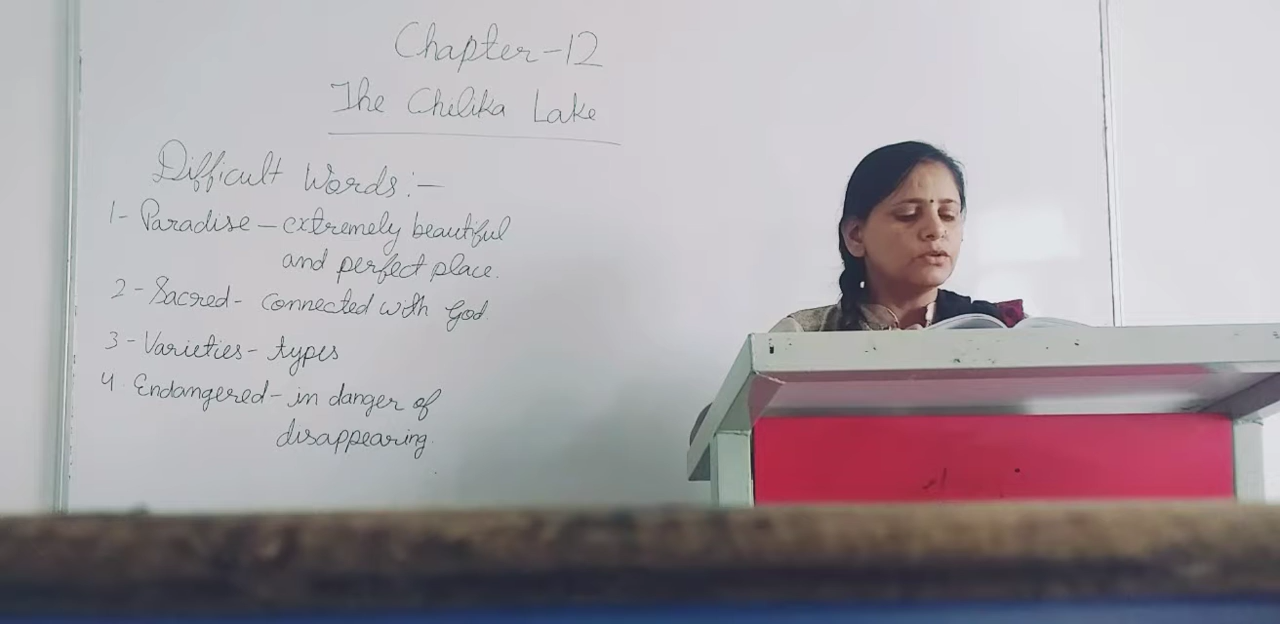 Chapter-12
The Chilika Lake
Difficult Words:-
1- Paradise - extremely beautiful
and perfect place.
2- Sacred - Connected with God.
3- Varieties - types
4. Endangered - in danger of
disappearing.